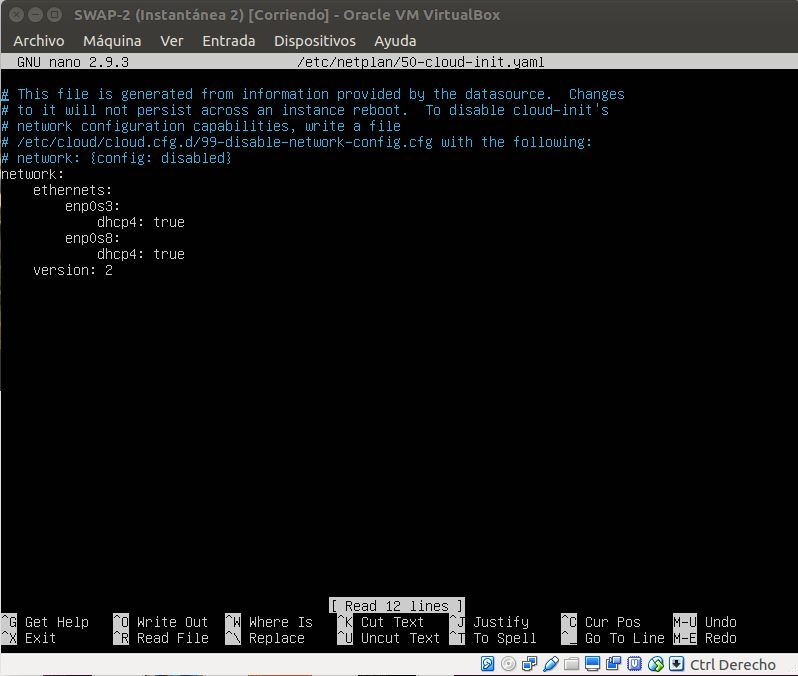 SWAP-2 (Instantánea 2) [Corriendo] - Oracle VM VirtualBox
Archivo Máquina Ver Entrada Dispositivos Ayuda
GNU nano 2.9.3 /etc/netplan/50-cloud-init.yaml
# This file is generated from information provided by the datasource.  Changes
# to it will not persist across an instance reboot.  To disable cloud-init's
# network configuration capabilities, write a file
# /etc/cloud/cloud.cfg.d/99-disable-network-config.cfg with the following:
# network: {config: disabled}
network:
    ethernets:
        enp0s3:
            dhcp4: true
        enp0s8:
            dhcp4: true
    version: 2
[ Read 12 lines ]
^G Get Help ^O Write Out ^W Where Is ^K Cut Text ^J Justify ^C Cur Pos M-U Undo
^X Exit ^R Read File ^\ Replace ^U Uncut Text ^T To Spell ^_ Go To Line M-E Redo
Ctrl Derecho